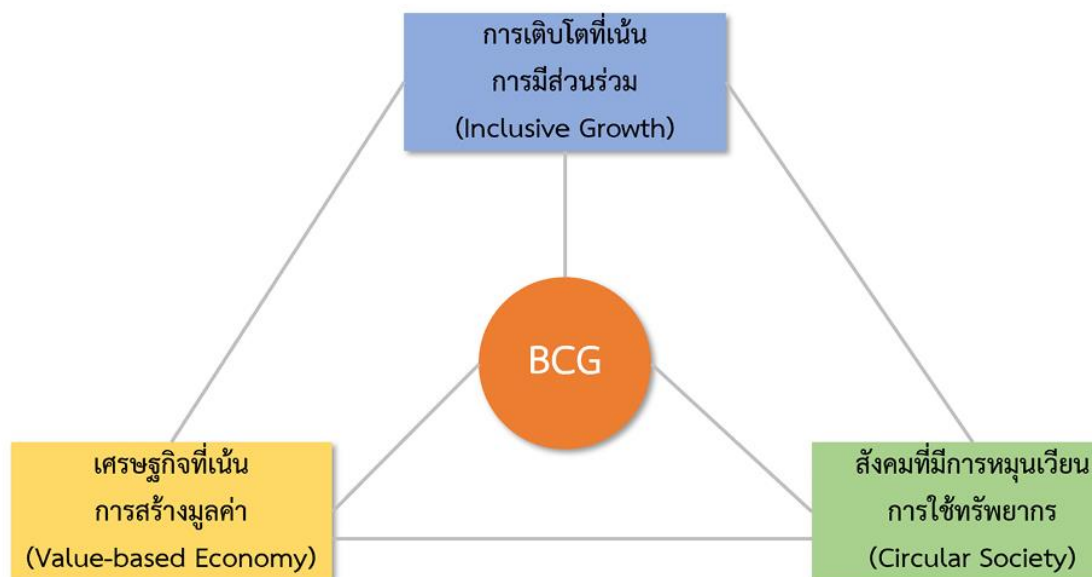 การเติบโตที่เน้น
การมีส่วนร่วม
(Inclusive Growth)
BCG
เศรษฐกิจที่เน้น
การสร้างมูลค่า
(Value-based Economy)
สังคมที่มีการหมุนเวียน
การใช้ทรัพยากร
(Circular Society)